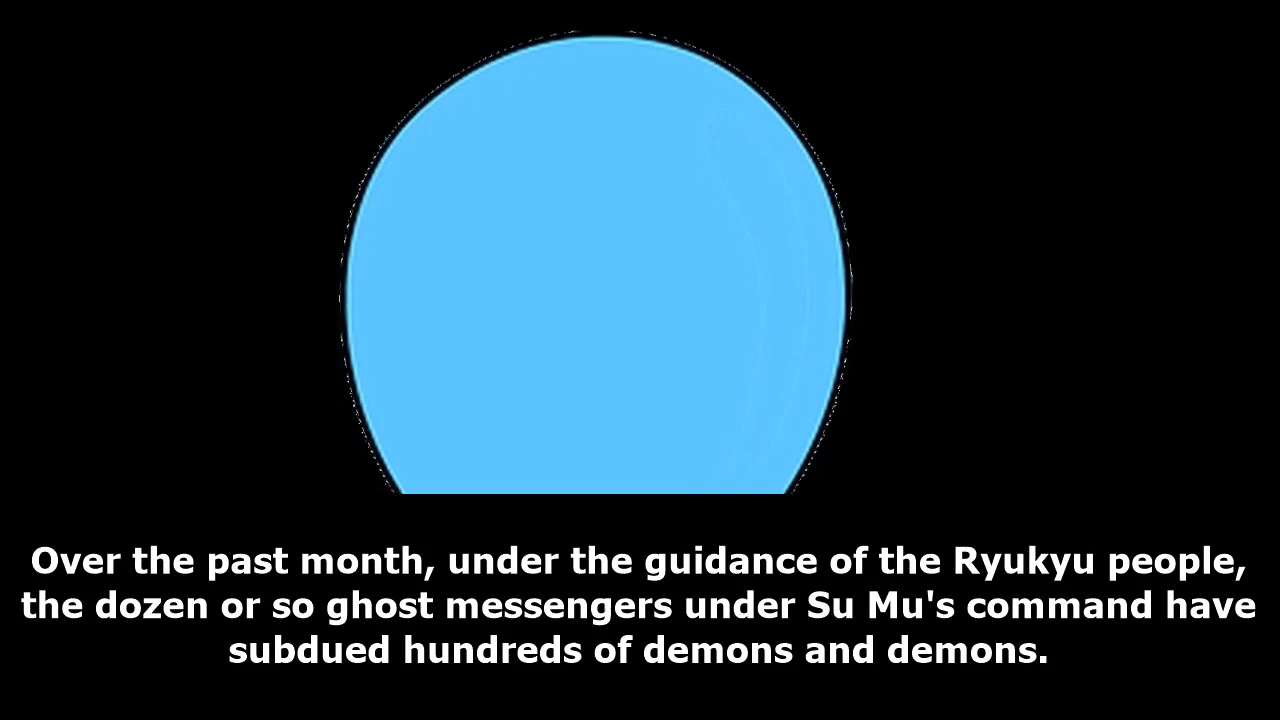 Over the past month, under the guidance of the Ryukyu people,
the dozen or so ghost messengers under Su Mu's command have
subdued hundreds of demons and demons.